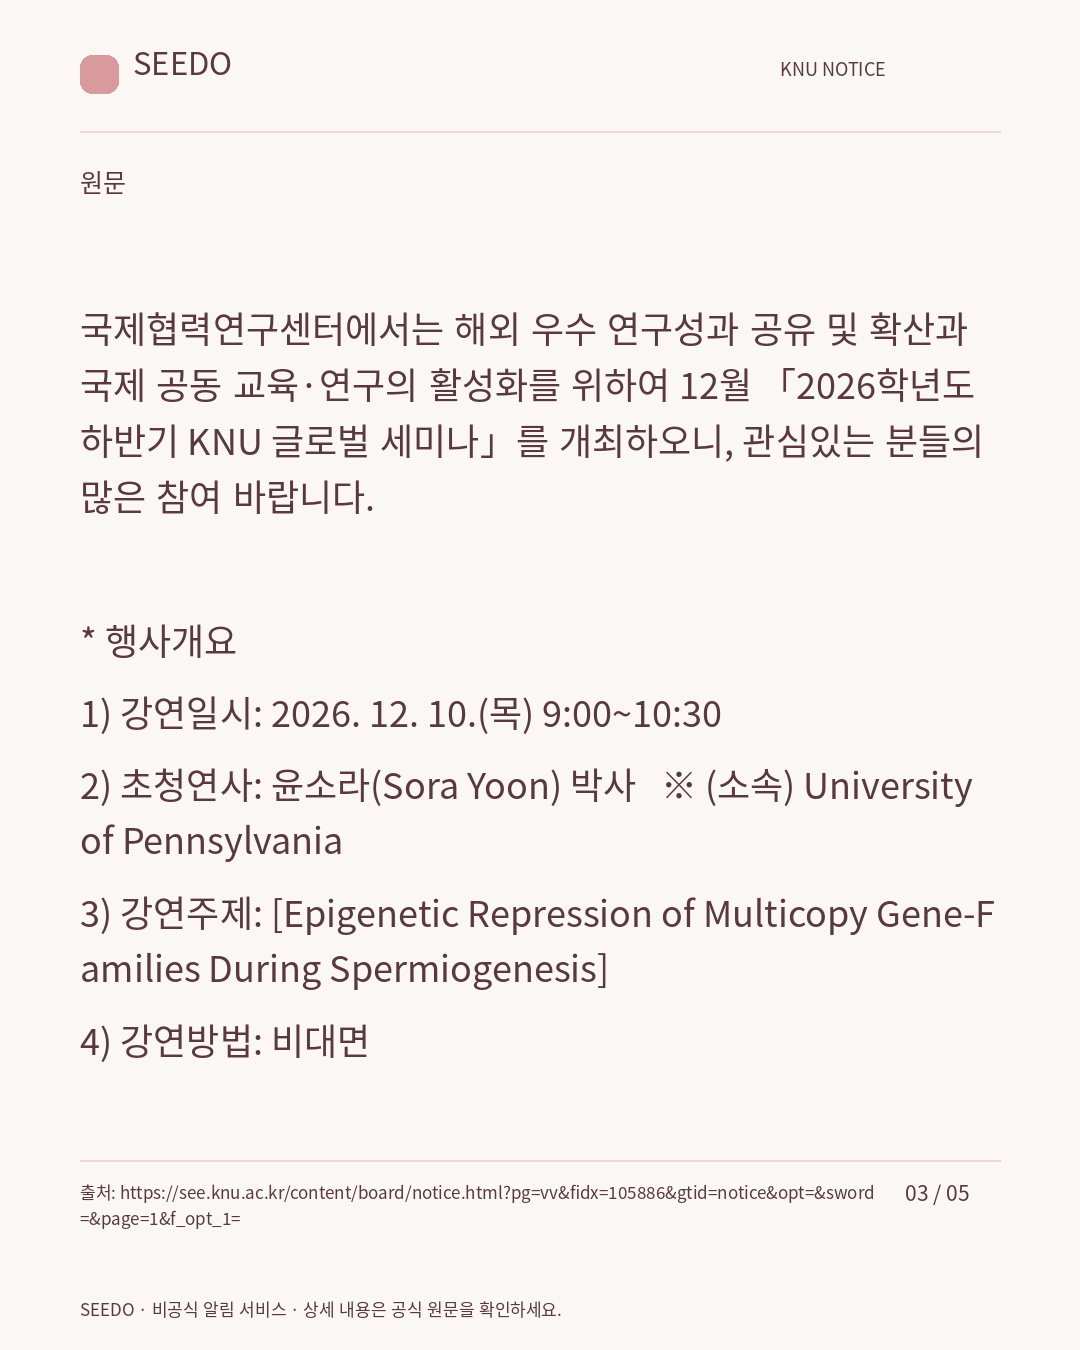 SEEDO
KNU NOTICE
원문
국제협력연구센터에서는 해외 우수 연구성과 공유 및 확산과
국제 공동 교육·연구의 활성화를 위하여 12월 「2026학년도
하반기 KNU 글로벌 세미나」를 개최하오니, 관심있는 분들의
많은 참여 바랍니다.
* 행사개요
1) 강연일시: 2026. 12. 10.(목) 9:00~10:30
2) 초청연사: 윤소라(Sora Yoon) 박사 ※ (소속) University
of Pennsylvania
3) 강연주제: [Epigenetic Repression of Multicopy Gene-F
amilies During Spermiogenesis]
4) 강연방법: 비대면
출처: https://see.knu.ac.kr/content/board/notice.html?pg=vv&fidx=105886&gtid=notice&opt=&sword
=&page=1&f_opt_1=
03 / 05
SEEDO · 비공식 알림 서비스 · 상세 내용은 공식 원문을 확인하세요.